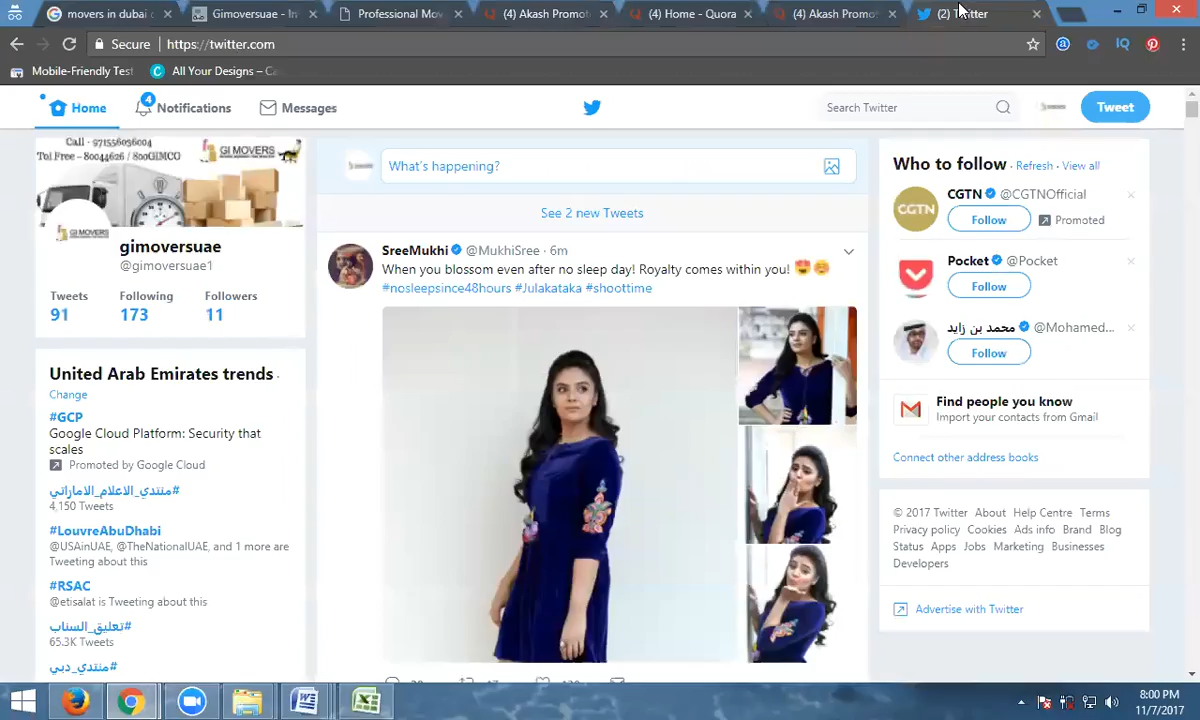 movers in dubai
Gimoversuae - In
Professional Mov
(4) Akash Promot
(4) Home - Quora
(4) Akash Promot
(2) Twitter
Secure
https://twitter.com
IQ
Mobile-Friendly Test
All Your Designs – Ca
Home
4
Notifications
Messages
Search Twitter
Tweet
Call - 971556036004
Tol Free - 80044626 / 800GIMCO
GI MOVERS
GI MOVERS
gimoversuae
@gimoversuae1
Tweets Following Followers
91 173 11
United Arab Emirates trends ·
Change
#GCP
Google Cloud Platform: Security that
scales
Promoted by Google Cloud
#منتدي_الاعلام_الاماراتي
4,150 Tweets
#LouvreAbuDhabi
@USAinUAE, @TheNationalUAE, and 1 more are
Tweeting about this
#RSAC
@etisalat is Tweeting about this
#تعليق_السناب
65.3K Tweets
#منتدي_دبي
What's happening?
See 2 new Tweets
SreeMukhi @MukhiSree · 6m
When you blossom even after no sleep day! Royalty comes within you!
#nosleepsince48hours #Julakataka #shoottime
Who to follow · Refresh · View all
CGTN @CGTNOfficial
Follow Promoted
CGTN
Pocket @Pocket
Follow
محمد بن زايد @Mohamed...
Follow
Find people you know
Import your contacts from Gmail
Connect other address books
© 2017 Twitter About Help Centre Terms
Privacy policy Cookies Ads info Brand Blog
Status Apps Jobs Marketing Businesses
Developers
Advertise with Twitter
8:00 PM
11/7/2017